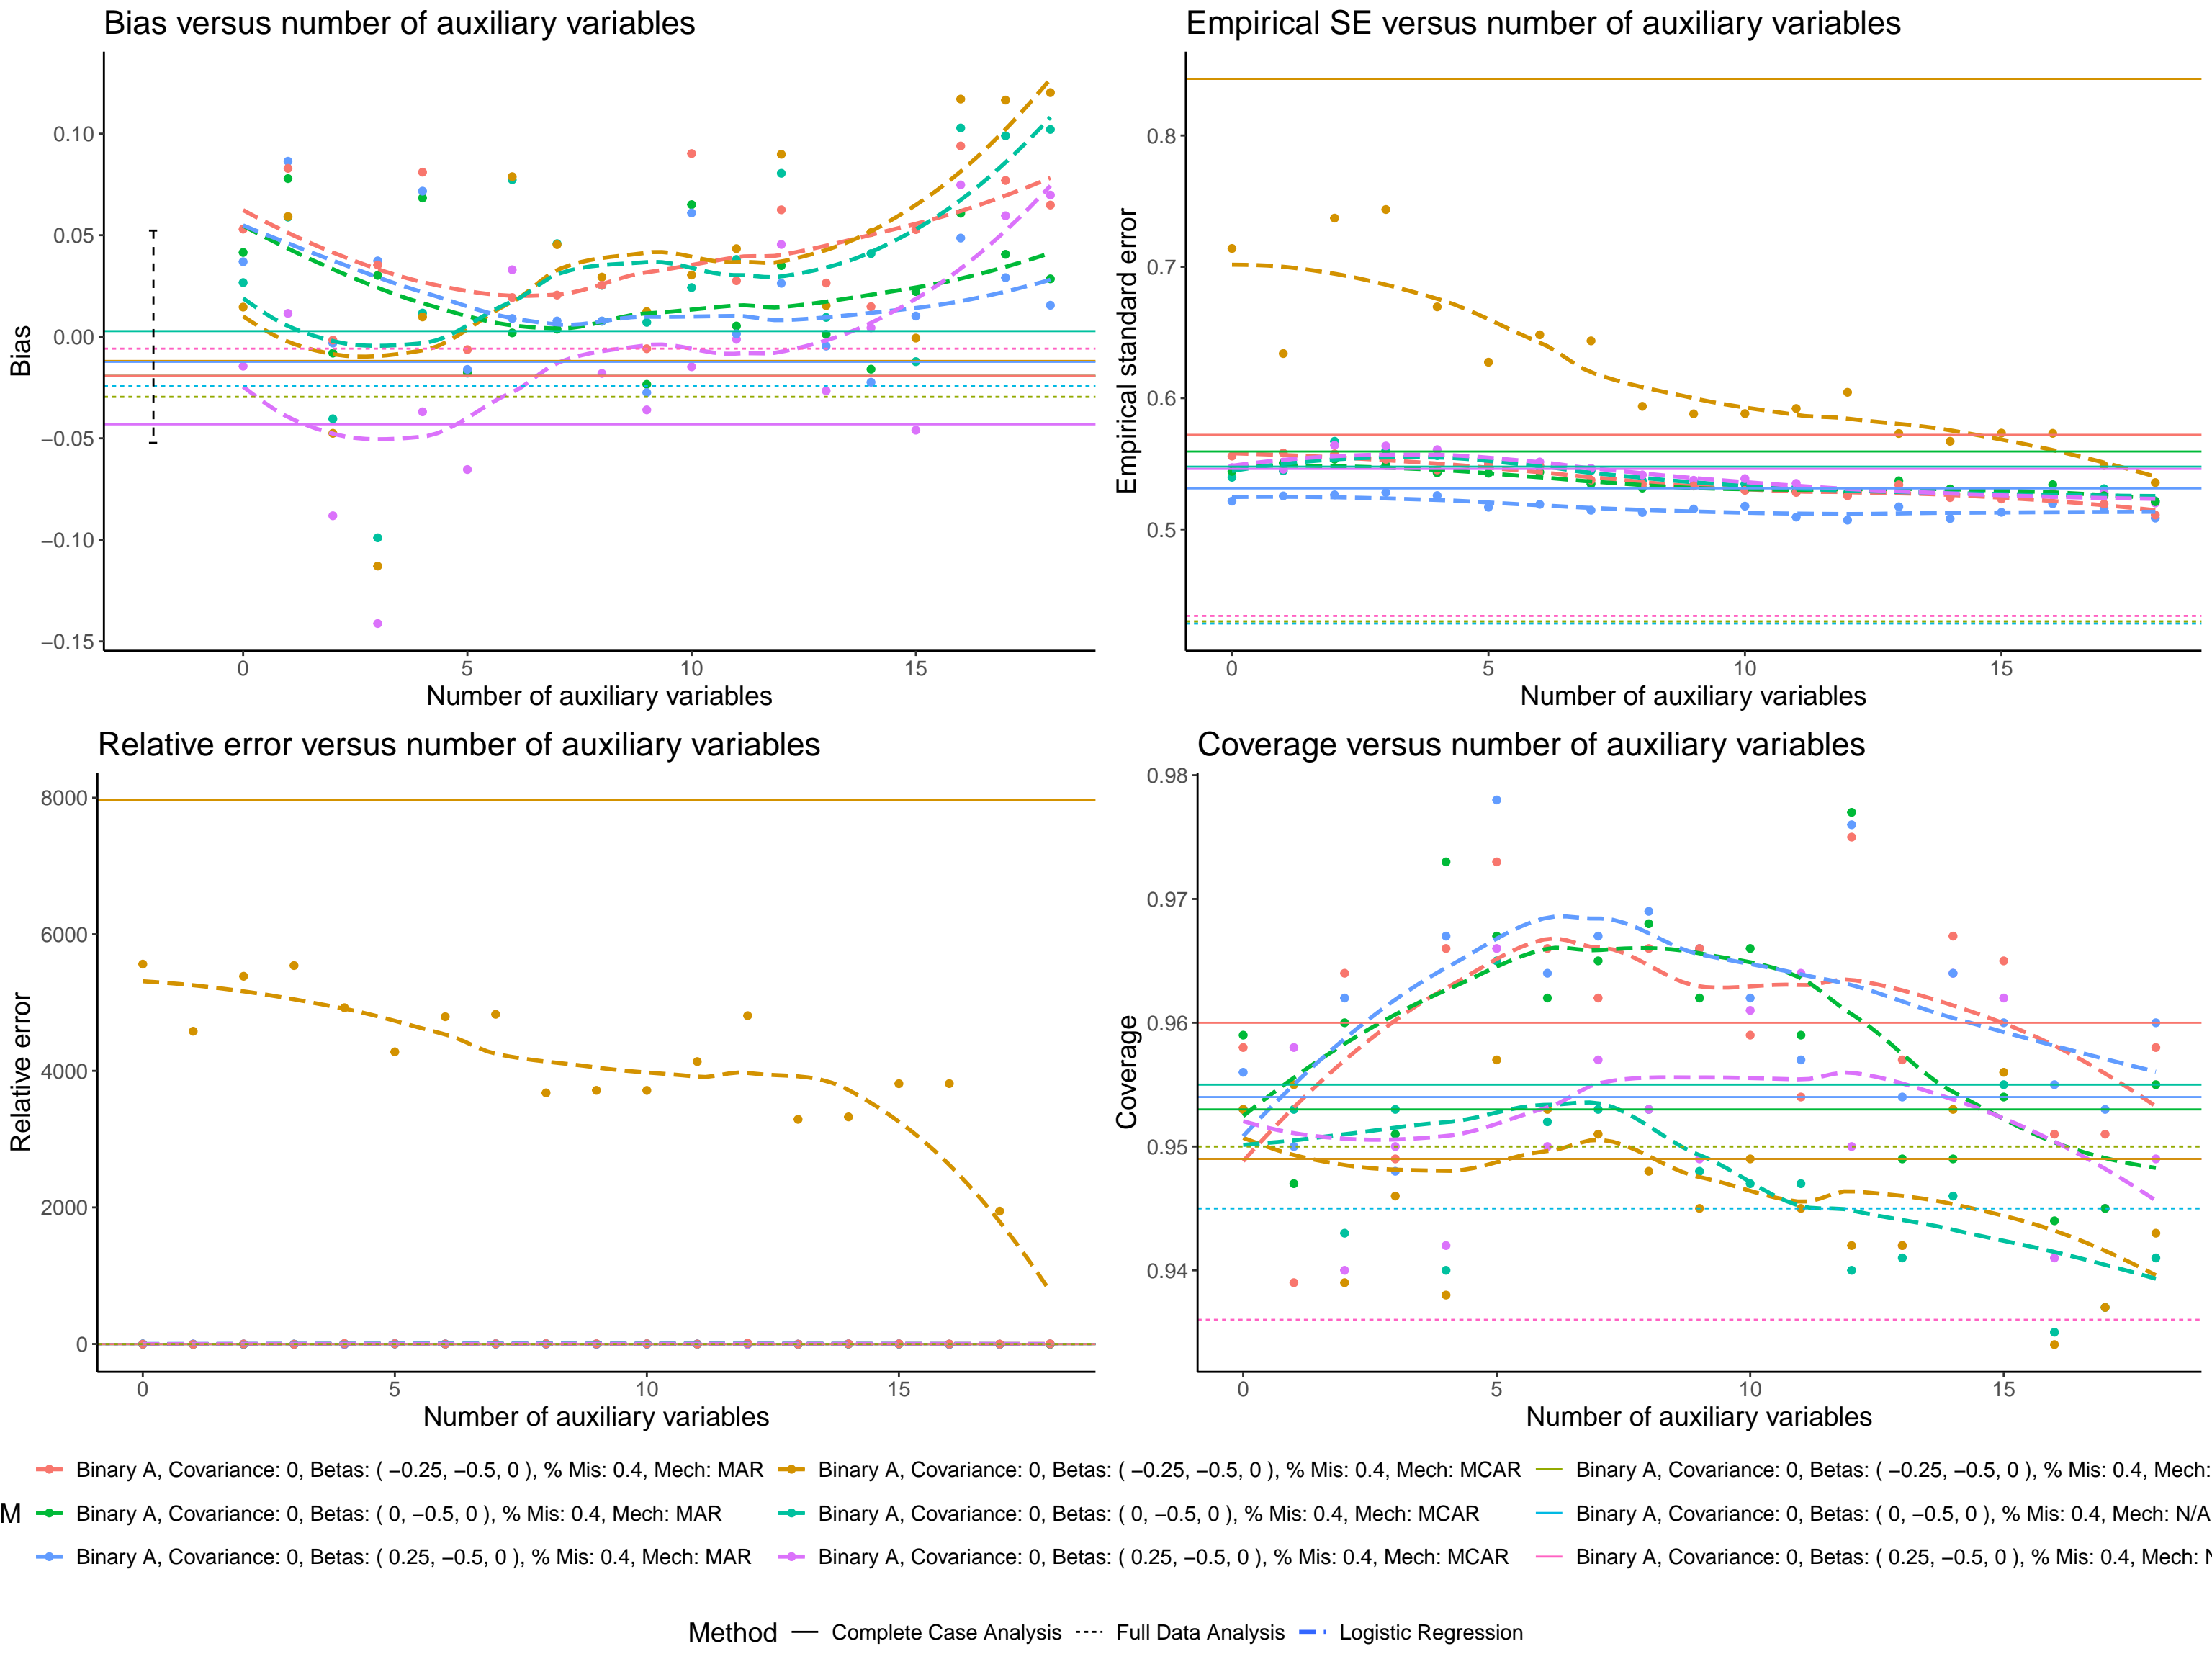 Bias versus number of auxiliary variables
Empirical SE versus number of auxiliary variables
0.10
0.05
0.00
−0.05
−0.10
−0.15
Bias
0 5 10 15
Number of auxiliary variables
0.8
0.7
0.6
0.5
Empirical standard error
0 5 10 15
Number of auxiliary variables
Relative error versus number of auxiliary variables
Coverage versus number of auxiliary variables
8000
6000
4000
2000
0
Relative error
0 5 10 15
Number of auxiliary variables
0.98
0.97
0.96
0.95
0.94
Coverage
0 5 10 15
Number of auxiliary variables
Binary A, Covariance: 0, Betas: ( −0.25, −0.5, 0 ), % Mis: 0.4, Mech: MAR Binary A, Covariance: 0, Betas: ( −0.25, −0.5, 0 ), % Mis: 0.4, Mech: MCAR Binary A, Covariance: 0, Betas: ( −0.25, −0.5, 0 ), % Mis: 0.4, Mech:
M Binary A, Covariance: 0, Betas: ( 0, −0.5, 0 ), % Mis: 0.4, Mech: MAR Binary A, Covariance: 0, Betas: ( 0, −0.5, 0 ), % Mis: 0.4, Mech: MCAR Binary A, Covariance: 0, Betas: ( 0, −0.5, 0 ), % Mis: 0.4, Mech: N/A
Binary A, Covariance: 0, Betas: ( 0.25, −0.5, 0 ), % Mis: 0.4, Mech: MAR Binary A, Covariance: 0, Betas: ( 0.25, −0.5, 0 ), % Mis: 0.4, Mech: MCAR Binary A, Covariance: 0, Betas: ( 0.25, −0.5, 0 ), % Mis: 0.4, Mech:
Method Complete Case Analysis Full Data Analysis Logistic Regression